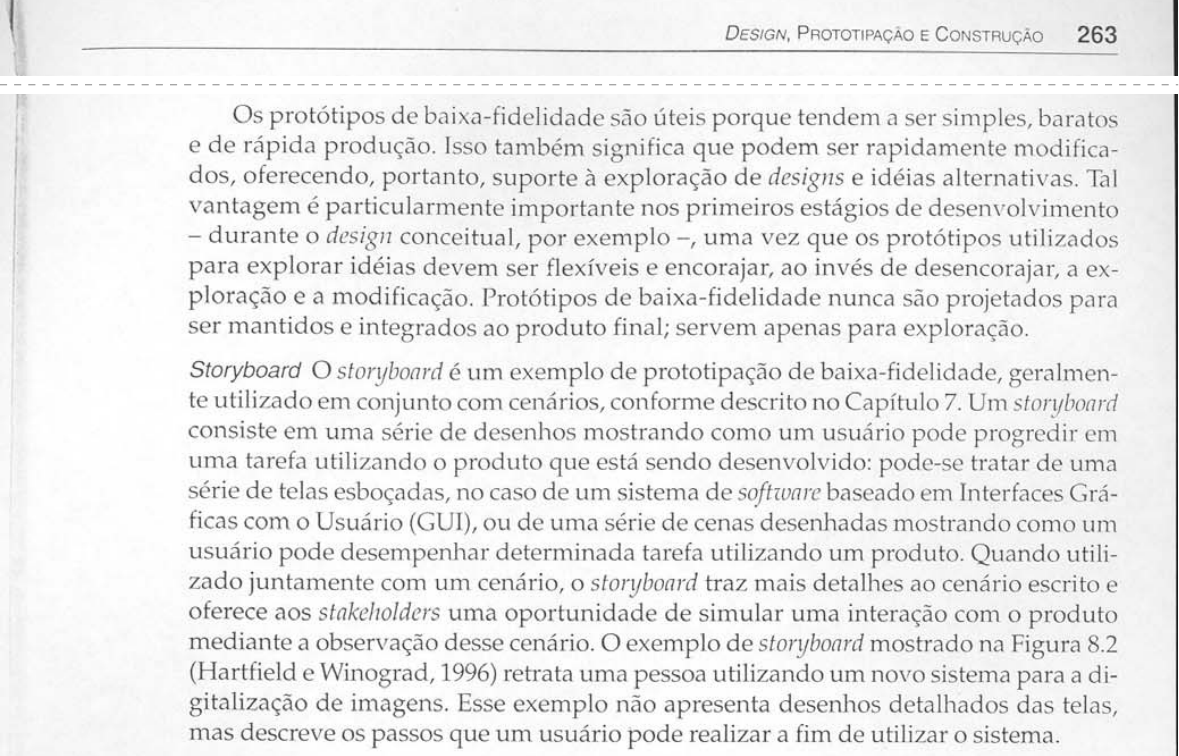 DESIGN, PROTOTIPAÇÃO E CONSTRUÇÃO 263
Os protótipos de baixa-fidelidade são úteis porque tendem a ser simples, baratos
e de rápida produção. Isso também significa que podem ser rapidamente modifica-
dos, oferecendo, portanto, suporte à exploração de designs e idéias alternativas. Tal
vantagem é particularmente importante nos primeiros estágios de desenvolvimento
– durante o design conceitual, por exemplo –, uma vez que os protótipos utilizados
para explorar idéias devem ser flexíveis e encorajar, ao invés de desencorajar, a ex-
ploração e a modificação. Protótipos de baixa-fidelidade nunca são projetados para
ser mantidos e integrados ao produto final; servem apenas para exploração.
Storyboard O storyboard é um exemplo de prototipação de baixa-fidelidade, geralmen-
te utilizado em conjunto com cenários, conforme descrito no Capítulo 7. Um storyboard
consiste em uma série de desenhos mostrando como um usuário pode progredir em
uma tarefa utilizando o produto que está sendo desenvolvido: pode-se tratar de uma
série de telas esboçadas, no caso de um sistema de software baseado em Interfaces Grá-
ficas com o Usuário (GUI), ou de uma série de cenas desenhadas mostrando como um
usuário pode desempenhar determinada tarefa utilizando um produto. Quando utili-
zado juntamente com um cenário, o storyboard traz mais detalhes ao cenário escrito e
oferece aos stakeholders uma oportunidade de simular uma interação com o produto
mediante a observação desse cenário. O exemplo de storyboard mostrado na Figura 8.2
(Hartfield e Winograd, 1996) retrata uma pessoa utilizando um novo sistema para a di-
gitalização de imagens. Esse exemplo não apresenta desenhos detalhados das telas,
mas descreve os passos que um usuário pode realizar a fim de utilizar o sistema.